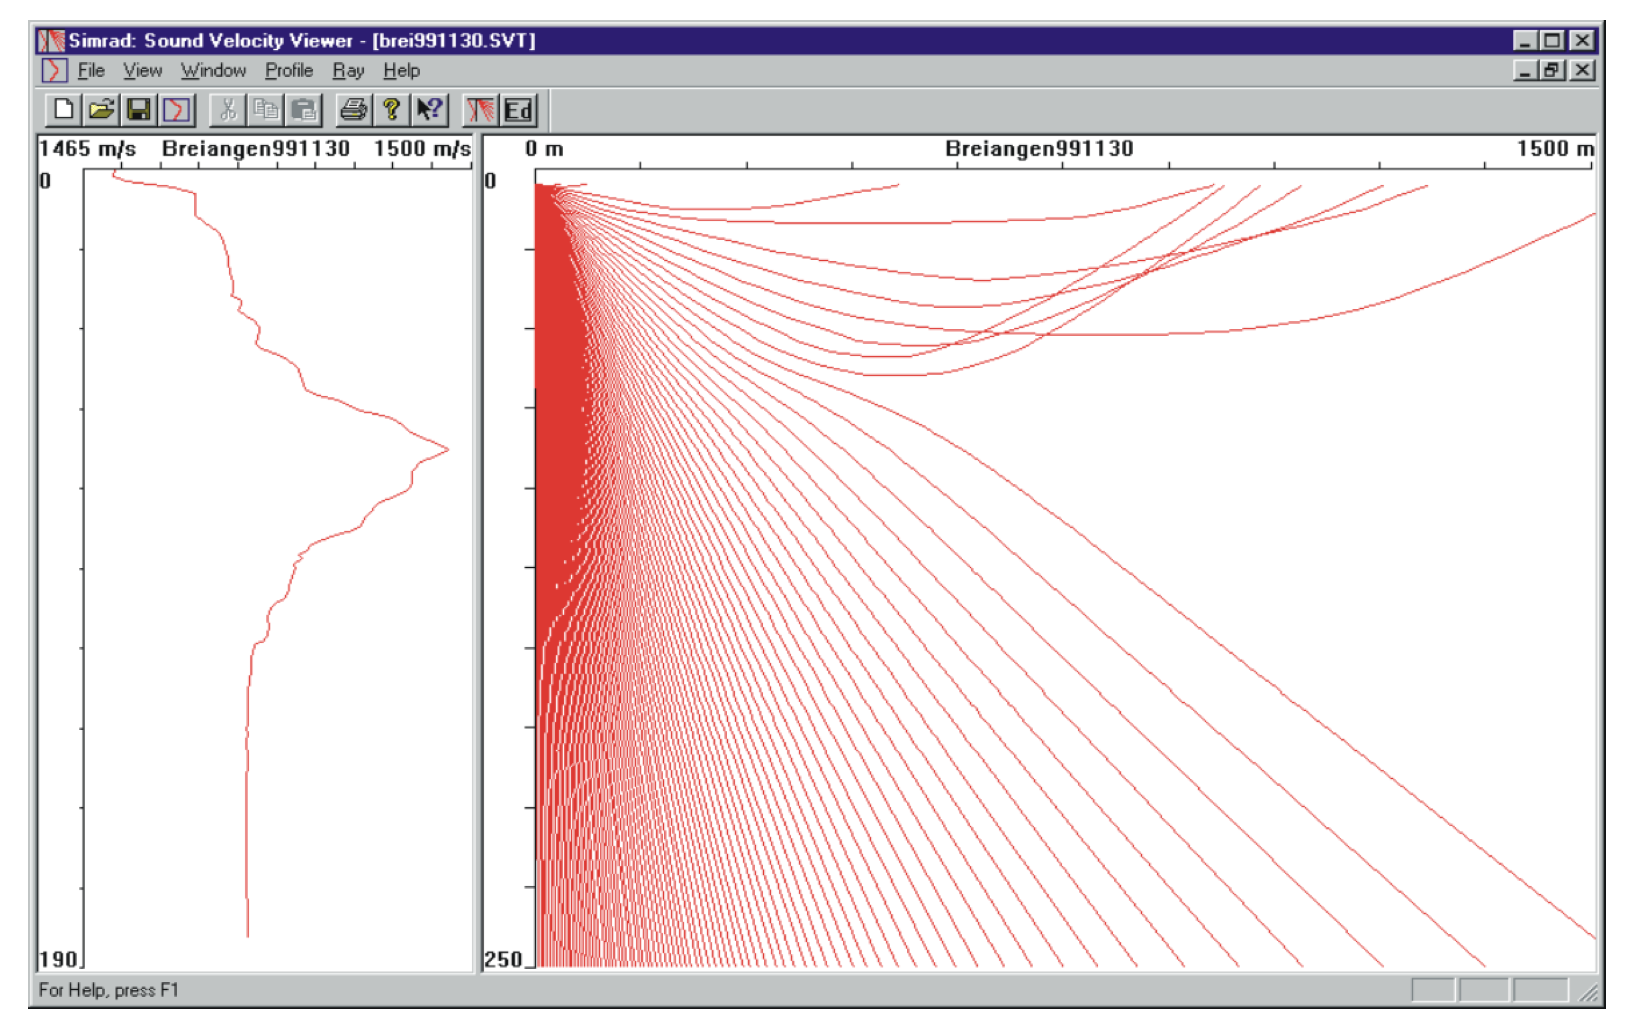 Simrad: Sound Velocity Viewer - [brei991130.SVT]
File View Window Profile Ray Help
Ed
1465 m/s Breiangen991130 1500 m/s
0
190
0 m Breiangen991130 1500 m
0
250
For Help, press F1